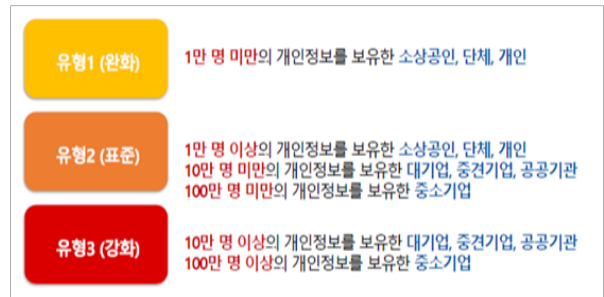 유형1 (완화)
1만 명 미만의 개인정보를 보유한 소상공인, 단체, 개인
유형2 (표준)
1만 명 이상의 개인정보를 보유한 소상공인, 단체, 개인
10만 명 미만의 개인정보를 보유한 대기업, 중견기업, 공공기관
100만 명 미만의 개인정보를 보유한 중소기업
유형3 (강화)
10만 명 이상의 개인정보를 보유한 대기업, 중견기업, 공공기관
100만 명 이상의 개인정보를 보유한 중소기업